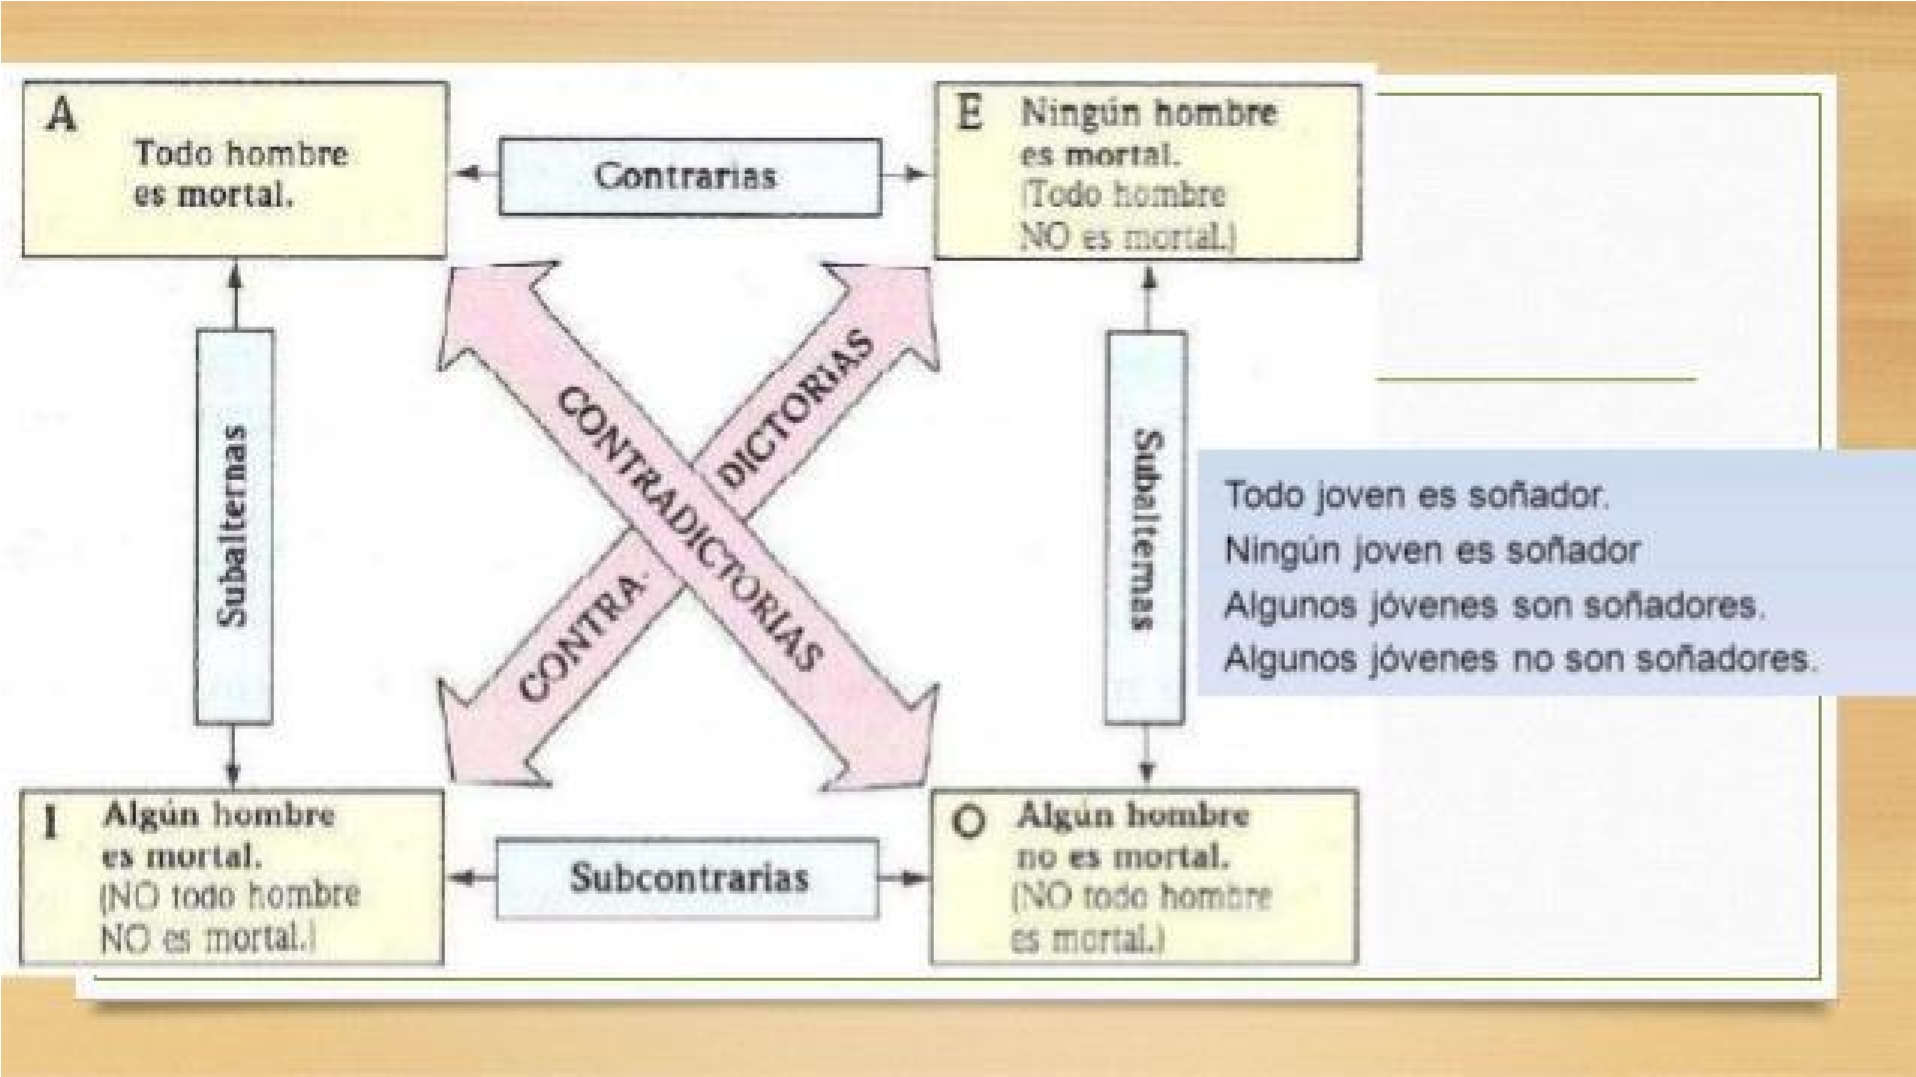 A
Todo hombre
es mortal.
Contrarias
E Ningún hombre
es mortal.
(Todo hombre
NO es mortal.)
Subalternas
CONTRADICTORIAS
CONTRA.
DICTORIAS
Subalternas
Todo joven es soñador.
Ningún joven es soñador
Algunos jóvenes son soñadores.
Algunos jóvenes no son soñadores.
I Algún hombre
es mortal.
(NO todo hombre
NO es mortal.)
Subcontrarias
O Algún hombre
no es mortal.
(NO todo hombre
es mortal.)